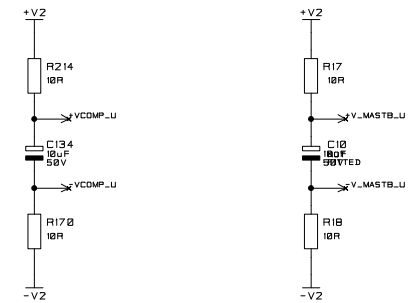 +V2
R214
10R
+VCOMP_U
C134
10uF
50V
-VCOMP_U
R170
10R
-V2
+V2
R17
10R
+V_MASTB_U
C10
-V_MASTB_U
R18
10R
-V2